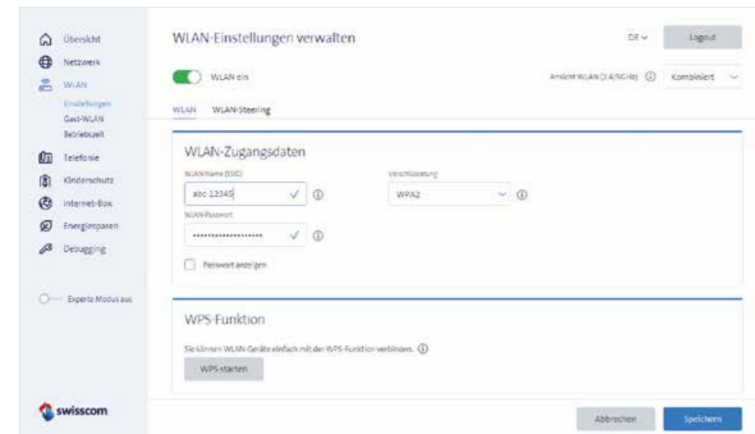 WLAN-Einstellungen verwalten
DE
Logout
Übersicht
Netzwerk
WLAN
Einstellungen
Gast-WLAN
Betriebszeit
Telefonie
Kinderschutz
Internet-Box
Energiesparen
Debugging
Experte Modus aus
swisscom
WLAN ein
Ansicht WLAN (2.4/5GHz)
Kombiniert
WLAN
WLAN-Steering
WLAN-Zugangsdaten
WLAN-Name (SSID)
Verschlüsselung
abc-12345
WPA2
WLAN-Passwort
••••••••••••••••••
Passwort anzeigen
WPS-Funktion
Sie können WLAN-Geräte einfach mit der WPS-Funktion verbinden.
WPS starten
Abbrechen
Speichern